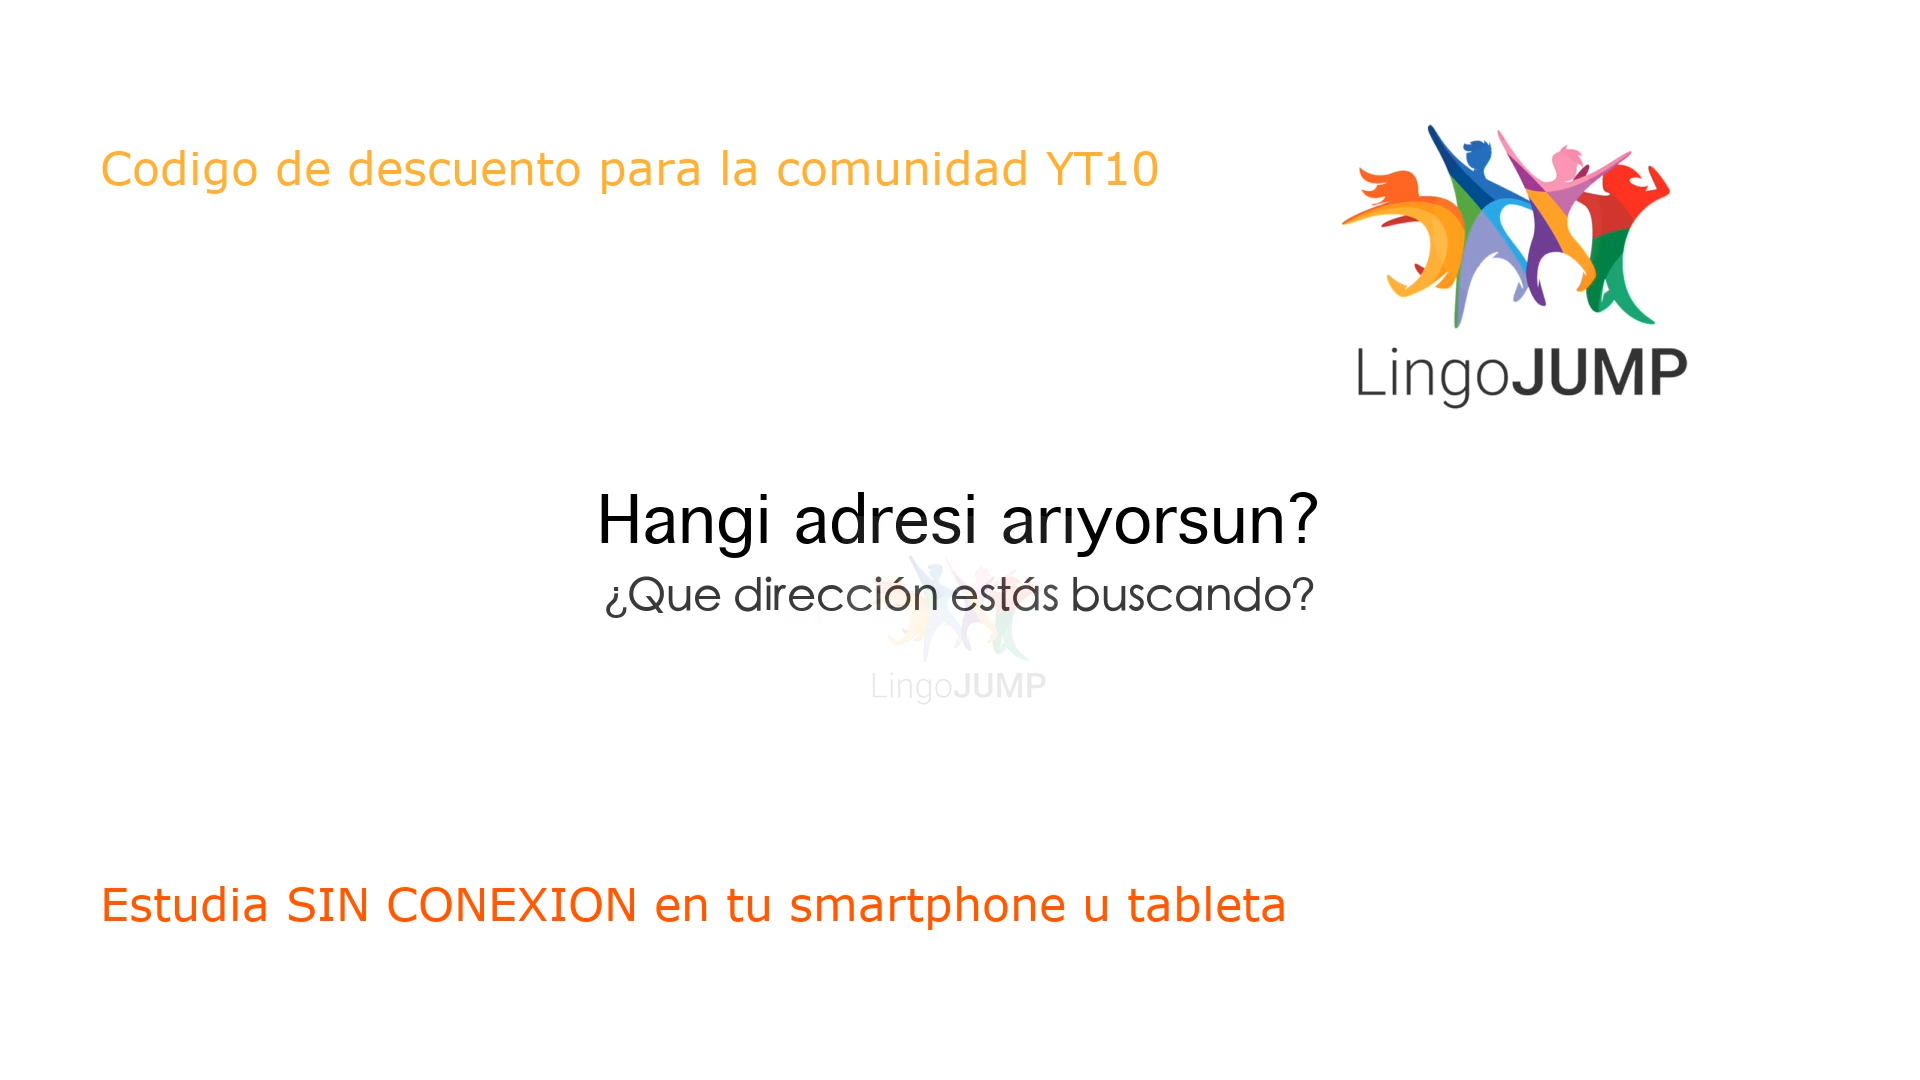 Codigo de descuento para la comunidad YT10
LingoJUMP
Hangi adresi arıyorsun?
¿Que dirección estás buscando?
LingoJUMP
Estudia SIN CONEXION en tu smartphone u tableta